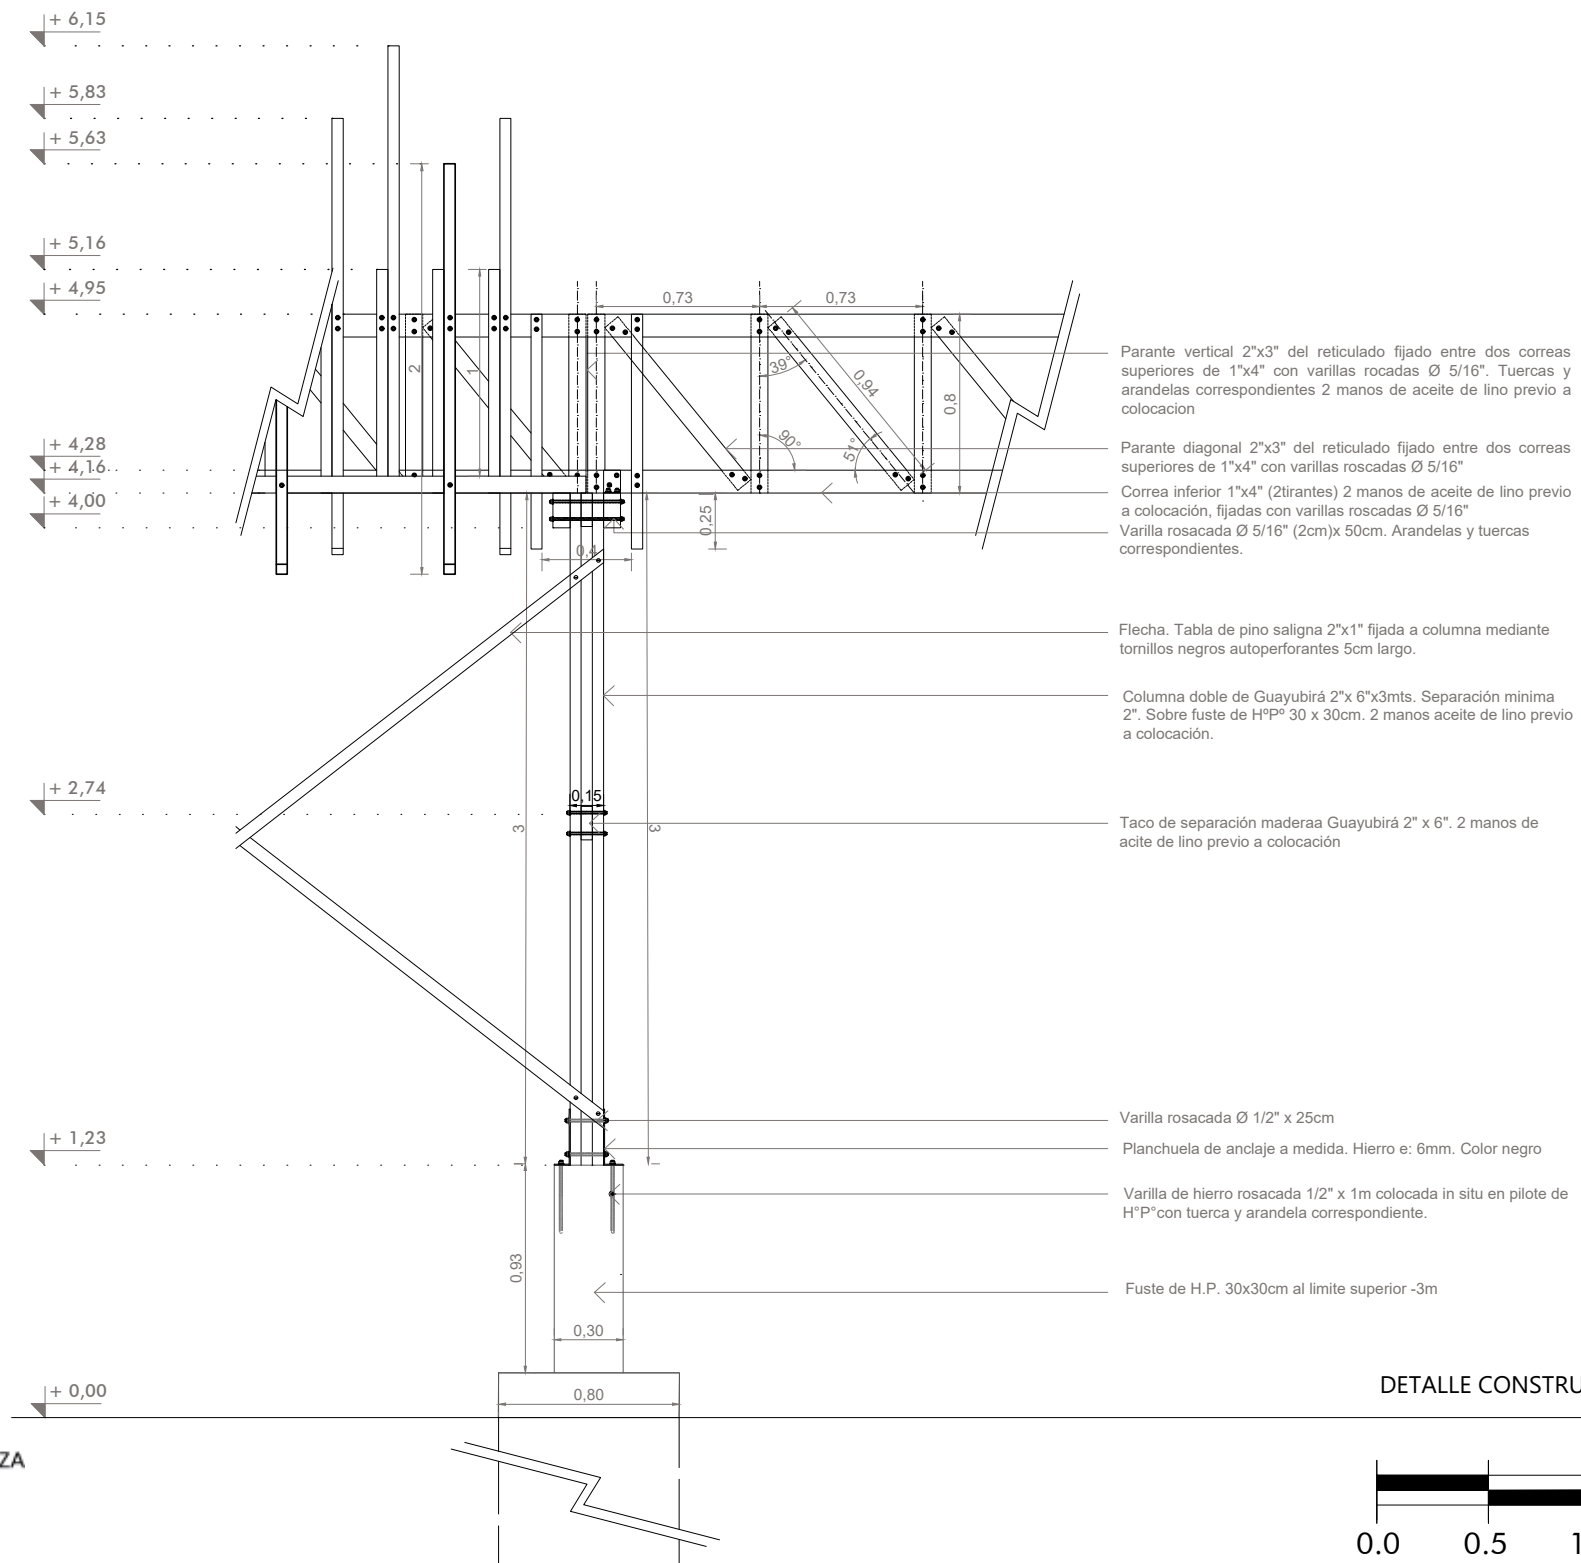 + 6,15
+ 5,83
+ 5,63
+ 5,16
+ 4,95
0,73
0,73
2
1
39°
0,94
0,8
90°
51°
Parante vertical 2"x3" del reticulado fijado entre dos correas
superiores de 1"x4" con varillas rocadas Ø 5/16". Tuercas y
arandelas correspondientes 2 manos de aceite de lino previo a
colocacion
+ 4,28
+ 4,16
+ 4,00
Parante diagonal 2"x3" del reticulado fijado entre dos correas
superiores de 1"x4" con varillas roscadas Ø 5/16"
Correa inferior 1"x4" (2tirantes) 2 manos de aceite de lino previo
a colocación, fijadas con varillas roscadas Ø 5/16"
Varilla rosacada Ø 5/16" (2cm)x 50cm. Arandelas y tuercas
correspondientes.
0,25
0,4
Flecha. Tabla de pino saligna 2"x1" fijada a columna mediante
tornillos negros autoperforantes 5cm largo.
Columna doble de Guayubirá 2"x 6"x3mts. Separación minima
2". Sobre fuste de HºPº 30 x 30cm. 2 manos aceite de lino previo
a colocación.
+ 2,74
0,15
3
3
Taco de separación maderaa Guayubirá 2" x 6". 2 manos de
acite de lino previo a colocación
+ 1,23
Varilla rosacada Ø 1/2" x 25cm
Planchuela de anclaje a medida. Hierro e: 6mm. Color negro
Varilla de hierro rosacada 1/2" x 1m colocada in situ en pilote de
H°P°con tuerca y arandela correspondiente.
0,93
Fuste de H.P. 30x30cm al limite superior -3m
0,30
+ 0,00
0,80
DETALLE CONSTRU
ZA
0.0 0.5 1